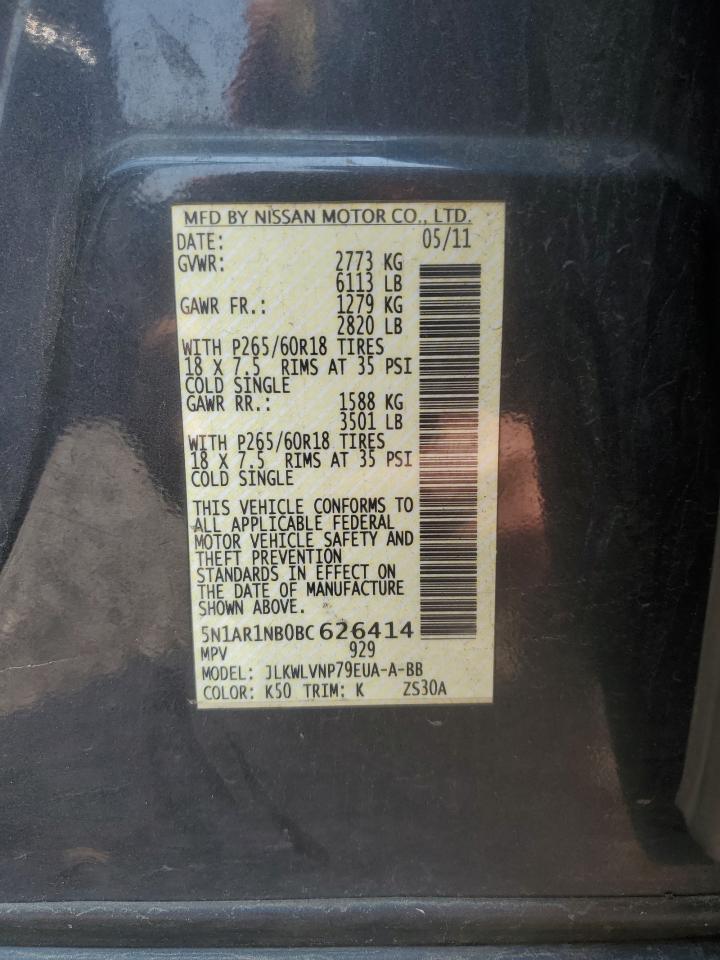 MFD BY NISSAN MOTOR CO., LTD.
DATE: 05/11
GVWR: 2773 KG
6113 LB
GAWR FR.: 1279 KG
2820 LB
WITH P265/60R18 TIRES
18 X 7.5 RIMS AT 35 PSI
COLD SINGLE
GAWR RR.: 1588 KG
3501 LB
WITH P265/60R18 TIRES
18 X 7.5 RIMS AT 35 PSI
COLD SINGLE
THIS VEHICLE CONFORMS TO
ALL APPLICABLE FEDERAL
MOTOR VEHICLE SAFETY AND
THEFT PREVENTION
STANDARDS IN EFFECT ON
THE DATE OF MANUFACTURE
SHOWN ABOVE.
5N1AR1NB0BC 626414
MPV 929
MODEL: JLKWLVNP79EUA-A-BB
COLOR: K50 TRIM: K ZS30A